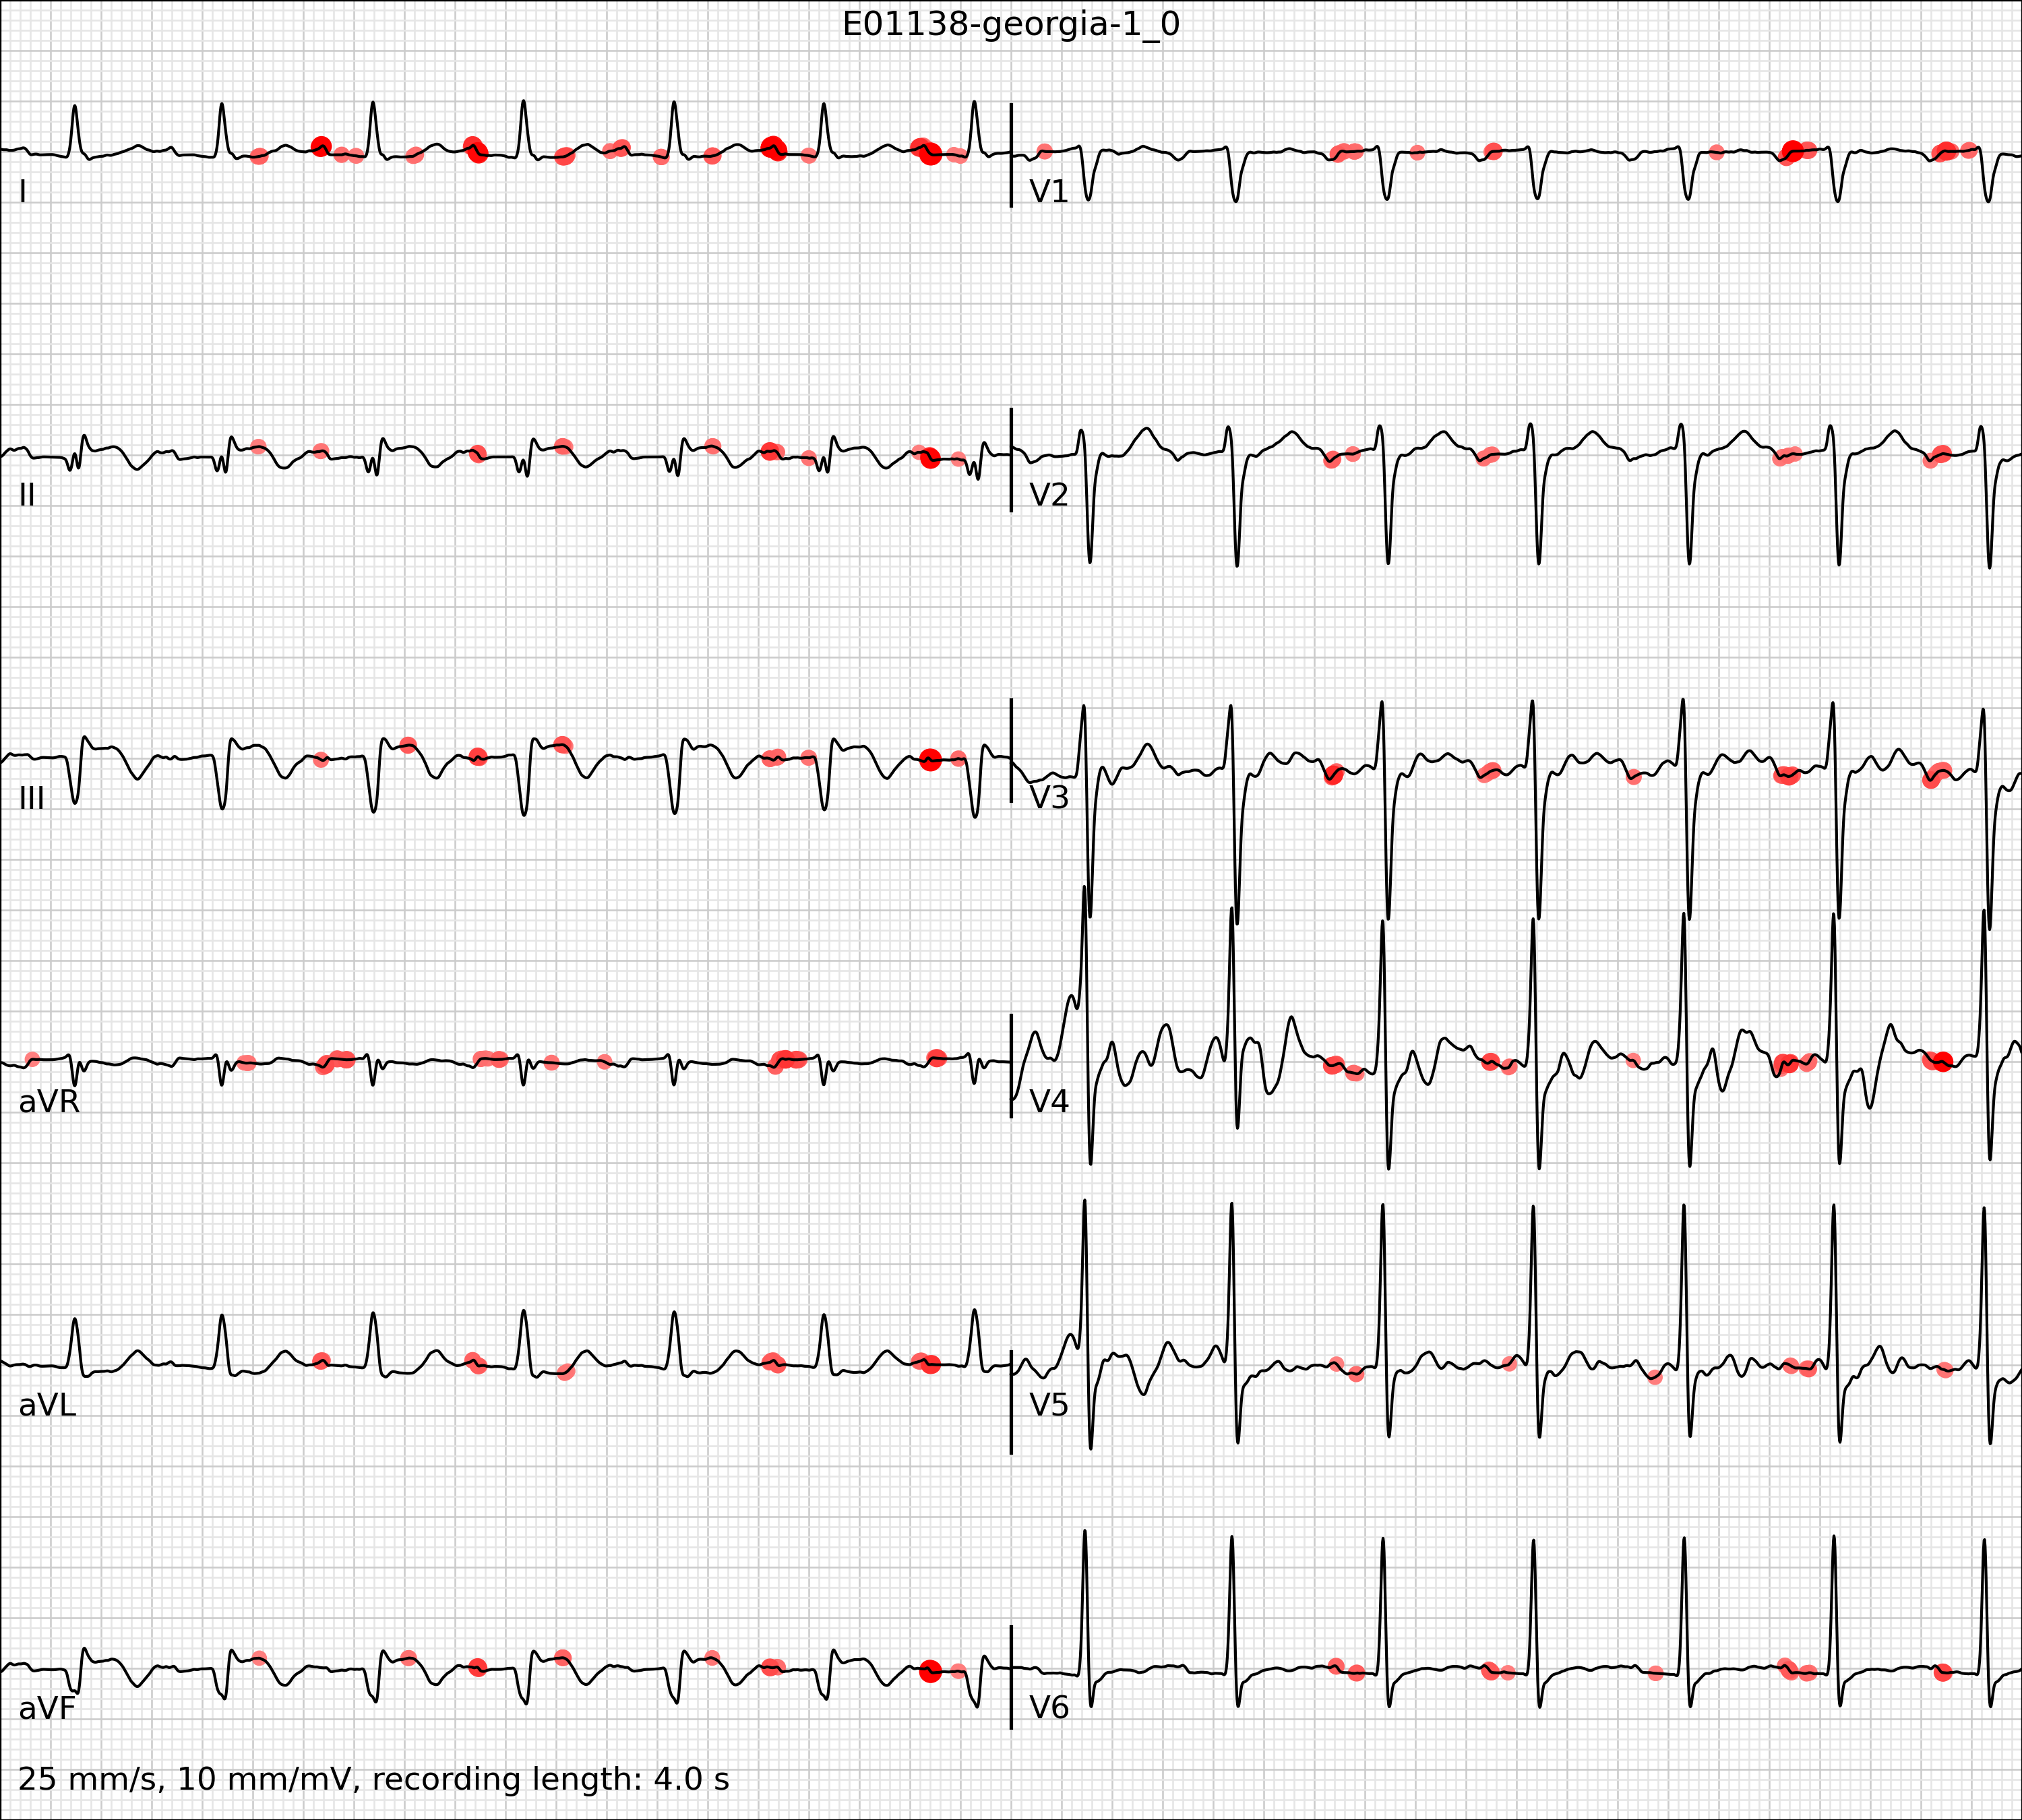 E01138-georgia-1_0
I
V1
II
V2
III
V3
aVR
V4
aVL
V5
aVF
V6
25 mm/s, 10 mm/mV, recording length: 4.0 s